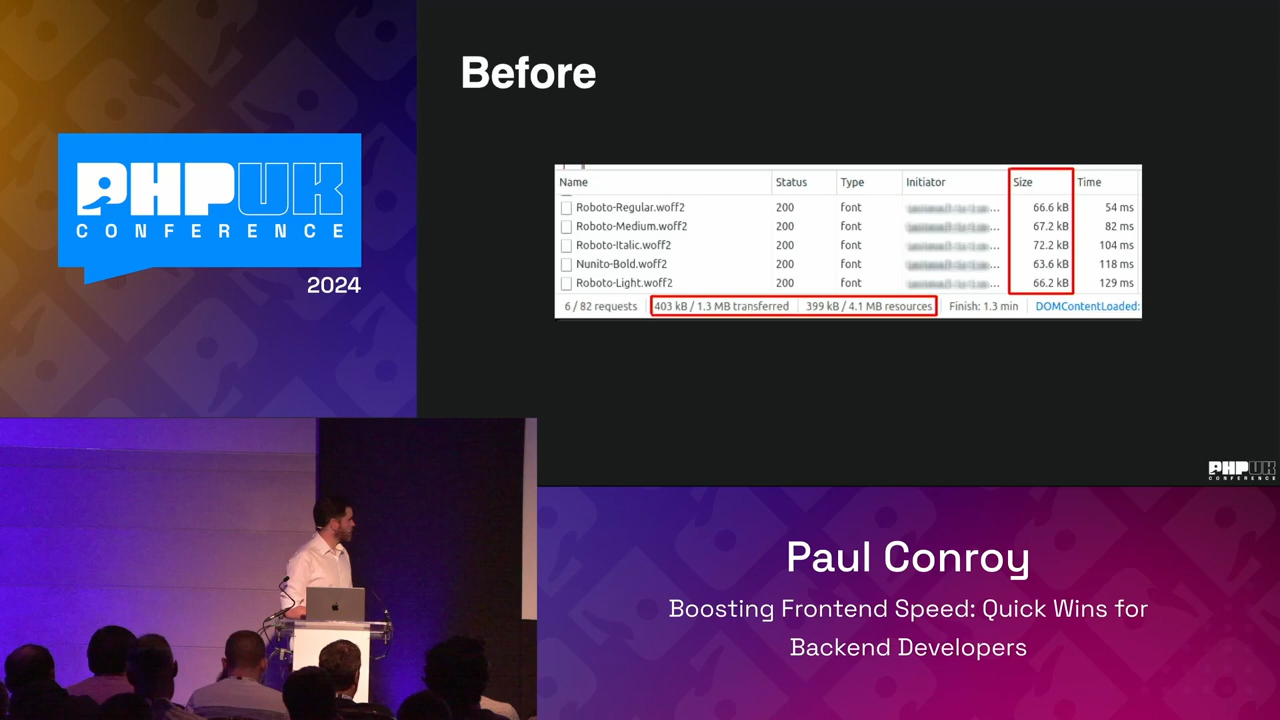 PHPUK
CONFERENCE
2024
Before
Name Status Type Initiator Size Time
Roboto-Regular.woff2 200 font ... 66.6 kB 54 ms
Roboto-Medium.woff2 200 font ... 67.2 kB 82 ms
Roboto-Italic.woff2 200 font ... 72.2 kB 104 ms
Nunito-Bold.woff2 200 font ... 63.6 kB 118 ms
Roboto-Light.woff2 200 font ... 66.2 kB 129 ms
6 / 82 requests 403 kB / 1.3 MB transferred 399 kB / 4.1 MB resources Finish: 1.3 min DOMContentLoaded:
PHPUK
CONFERENCE
Paul Conroy
Boosting Frontend Speed: Quick Wins for
Backend Developers